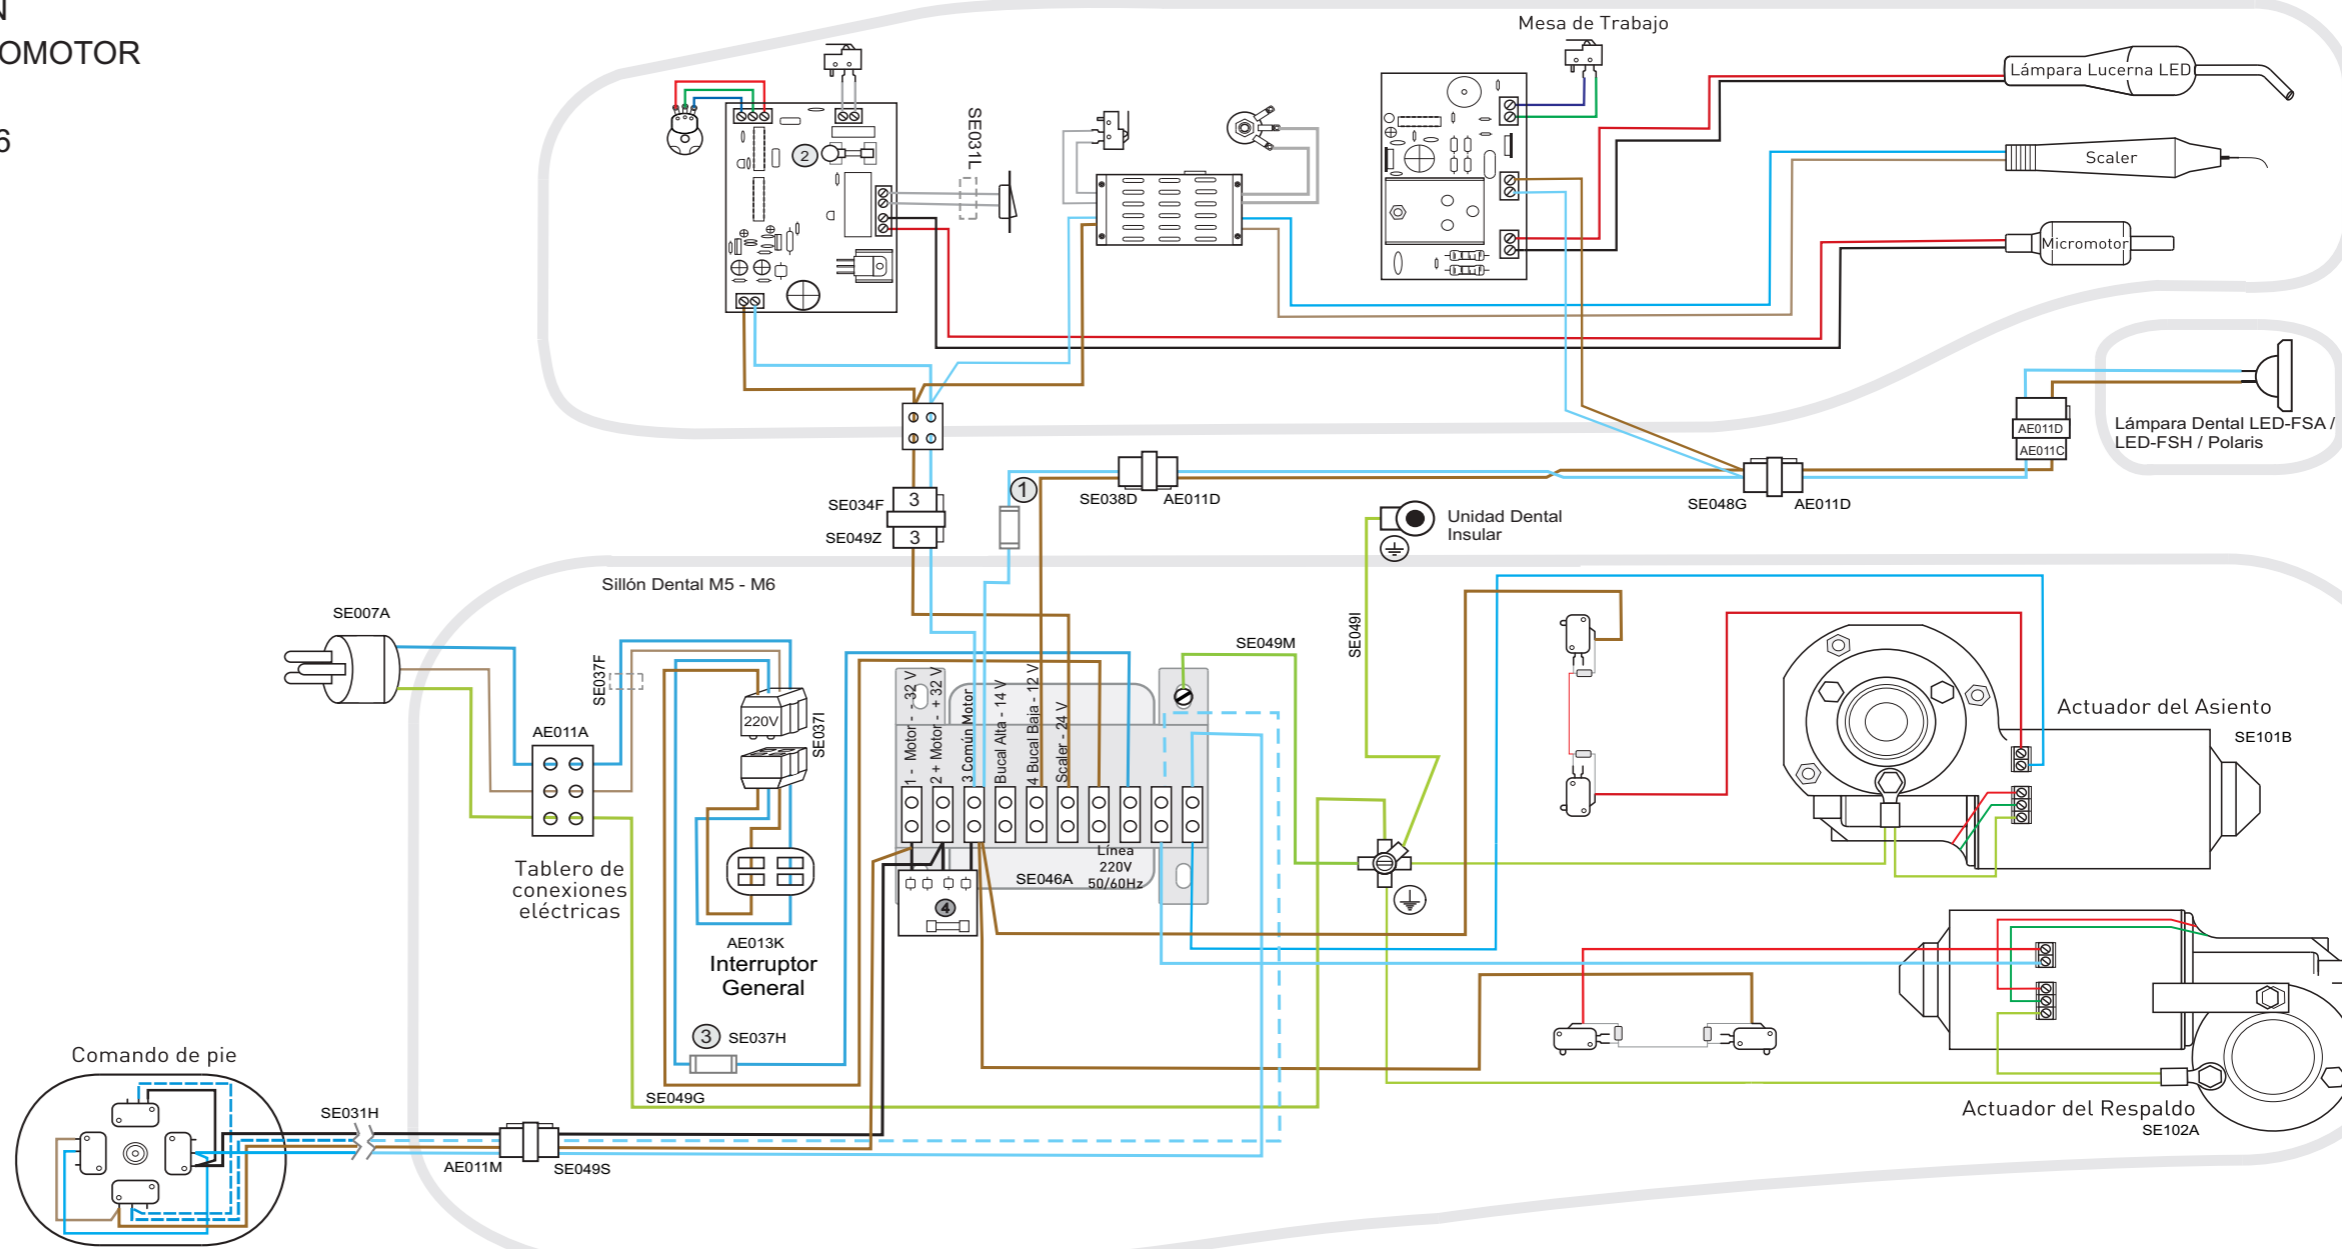 N
OMOTOR
6
Mesa de Trabajo
Lámpara Lucerna LED
SE031L
2
Scaler
Micromotor
AE011D
AE011C
Lámpara Dental LED-FSA /
LED-FSH / Polaris
SE034F
3
SE049Z
3
1
SE038D
AE011D
SE048G
AE011D
Unidad Dental
Insular
Sillón Dental M5 - M6
SE007A
SE037F
SE049M
SE049I
220V
SE037I
AE011A
1 - Motor - - 32 V
2 + Motor - + 32 V
3 Común Motor
Bucal Alta - 14 V
4 Bucal Baja - 12 V
Scaler - 24 V
Línea
220V
50/60Hz
SE046A
4
Actuador del Asiento
SE101B
Tablero de
conexiones
eléctricas
AE013K
Interruptor
General
3
SE037H
SE049G
Comando de pie
SE031H
AE011M
SE049S
Actuador del Respaldo
SE102A